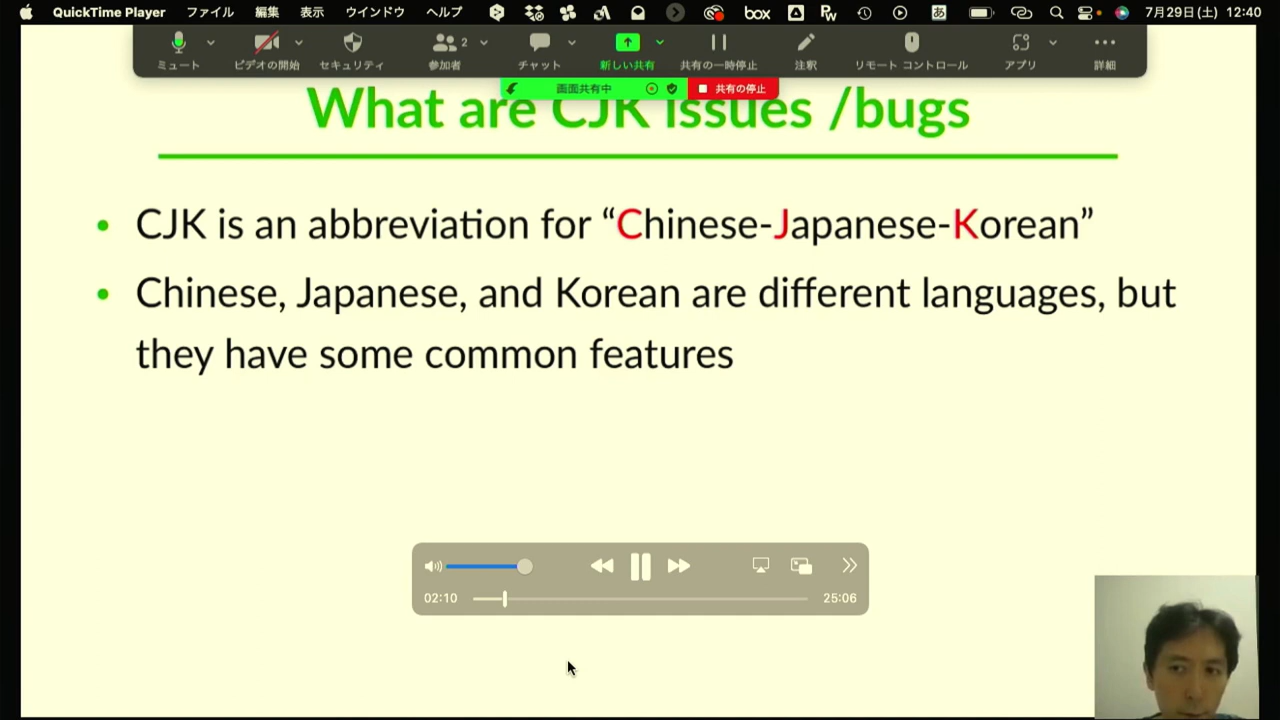 QuickTime Player ファイル 編集 表示 ウインドウ ヘルプ box あ 7月29日(土) 12:40
ミュート ビデオの開始 セキュリティ 参加者 2 チャット 新しい共有 共有の一時停止 注釈 リモート コントロール アプリ 詳細
画面共有中 共有の停止
What are CJK issues /bugs
• CJK is an abbreviation for “Chinese-Japanese-Korean”
• Chinese, Japanese, and Korean are different languages, but
they have some common features
02:10 25:06